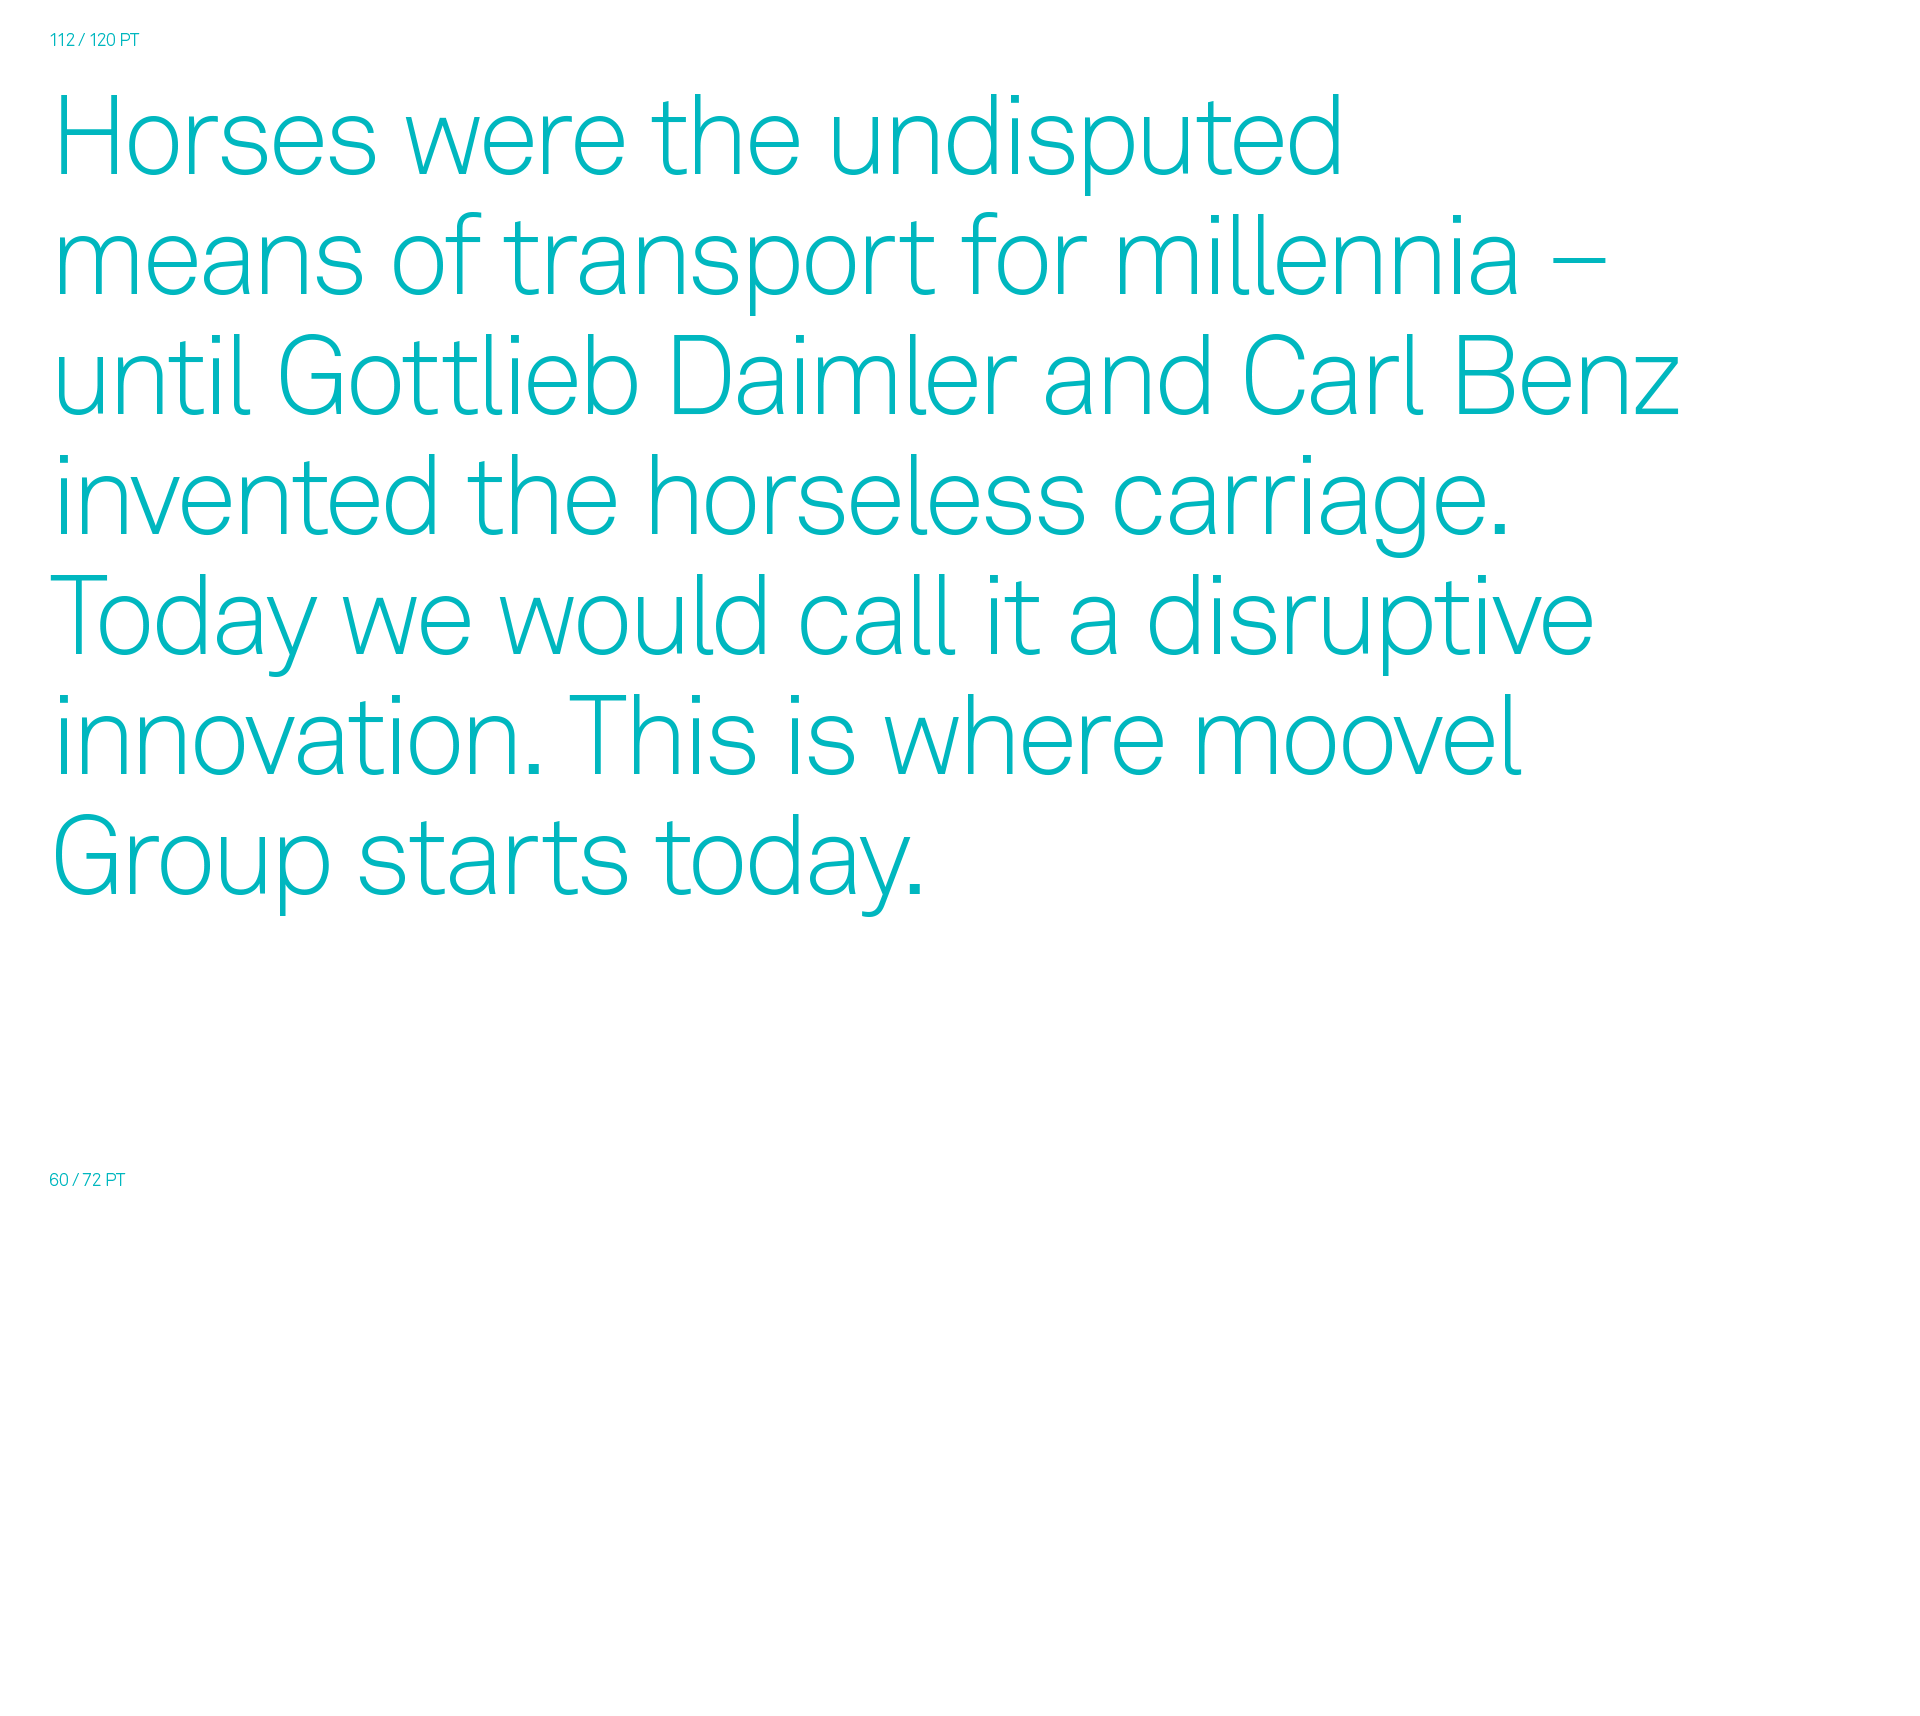 112 / 120 PT
Horses were the undisputed
means of transport for millennia –
until Gottlieb Daimler and Carl Benz
invented the horseless carriage.
Today we would call it a disruptive
innovation. This is where moovel
Group starts today.
60 / 72 PT